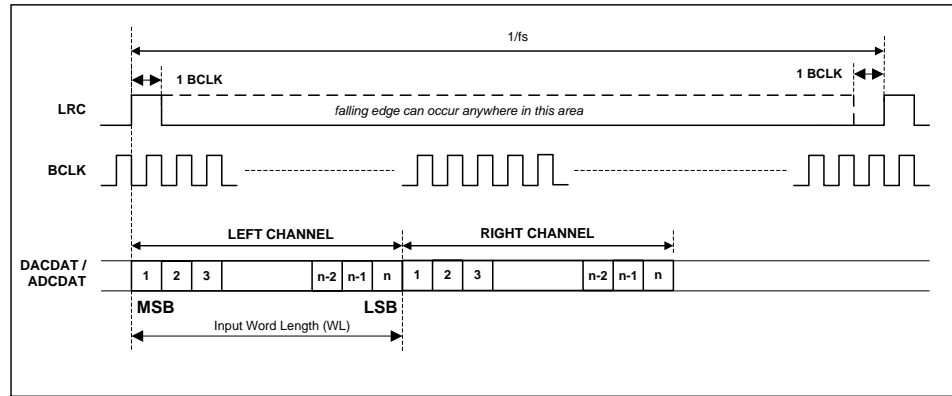 1/fs
1 BCLK
1 BCLK
LRC
falling edge can occur anywhere in this area
BCLK
LEFT CHANNEL
RIGHT CHANNEL
DACDAT /
ADCDAT
1 2 3 n-2 n-1 n 1 2 3 n-2 n-1 n
MSB LSB
Input Word Length (WL)